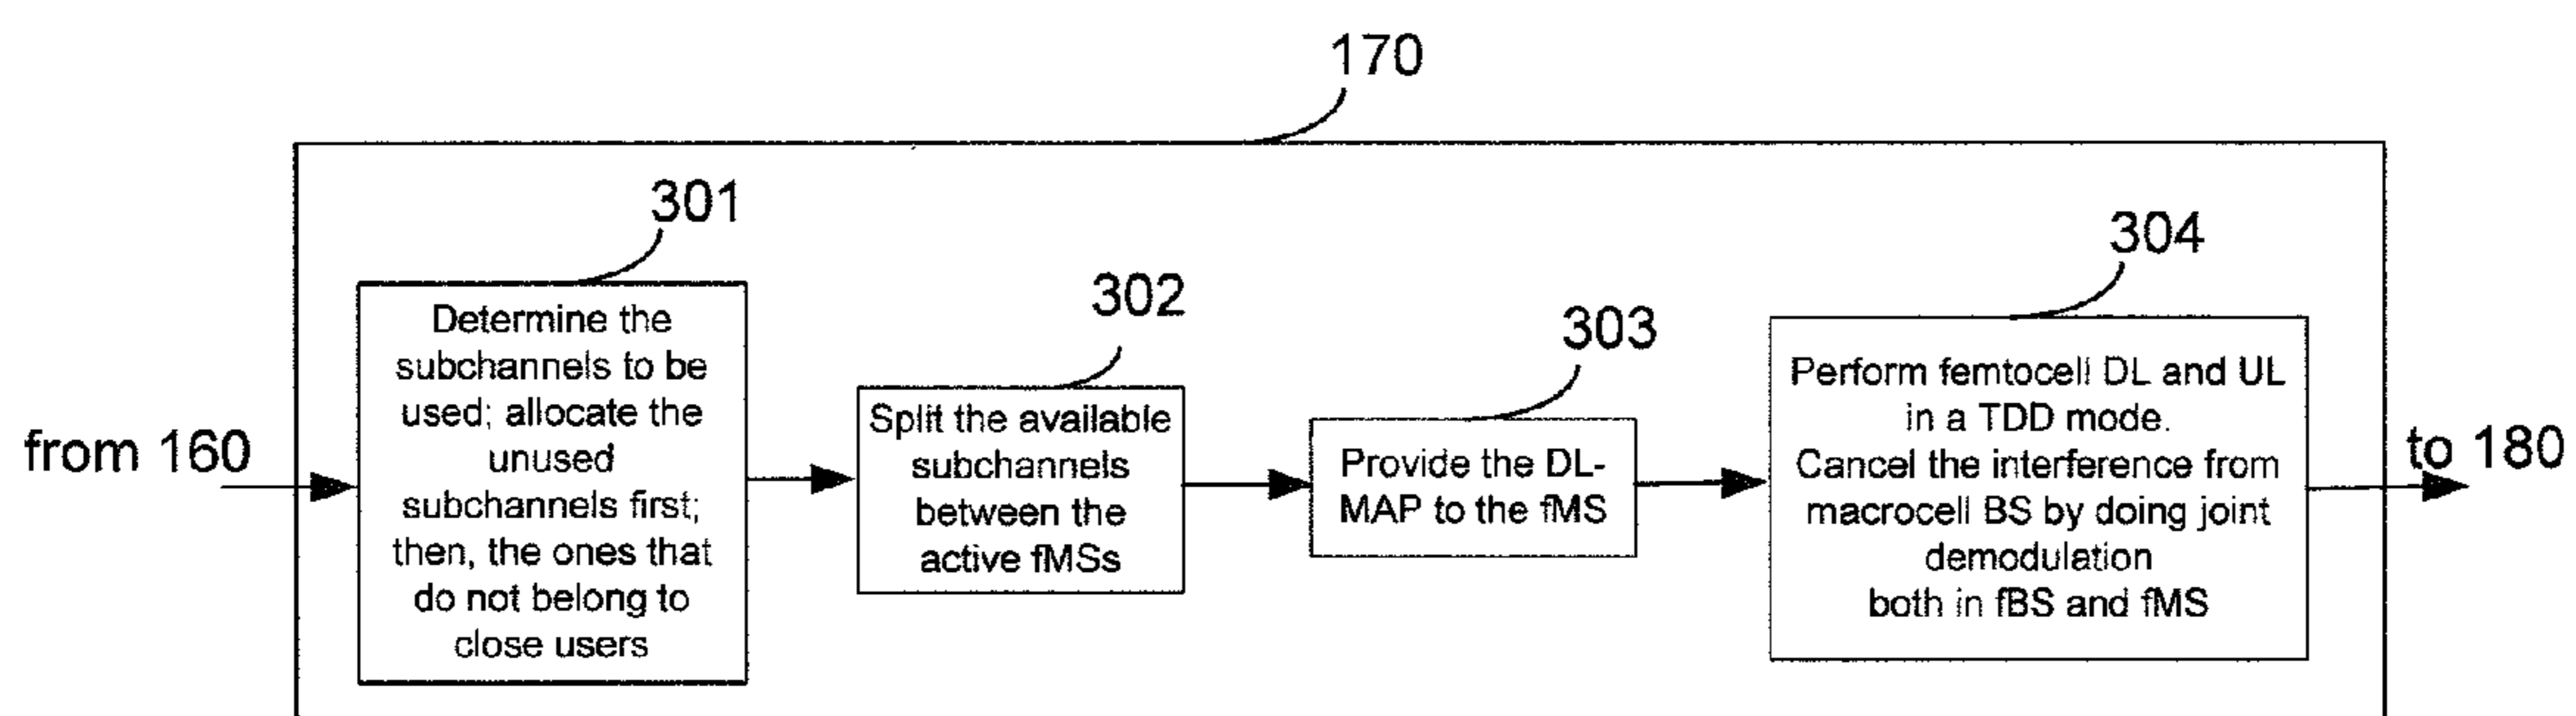 170
301
Determine the
subchannels to be
used; allocate the
unused
subchannels first;
then, the ones that
do not belong to
close users
302
Split the available
subchannels
between the
active fMSs
303
Provide the DL-
MAP to the fMS
304
Perform femtocell DL and UL
in a TDD mode.
Cancel the interference from
macrocell BS by doing joint
demodulation
both in fBS and fMS
from 160
to 180